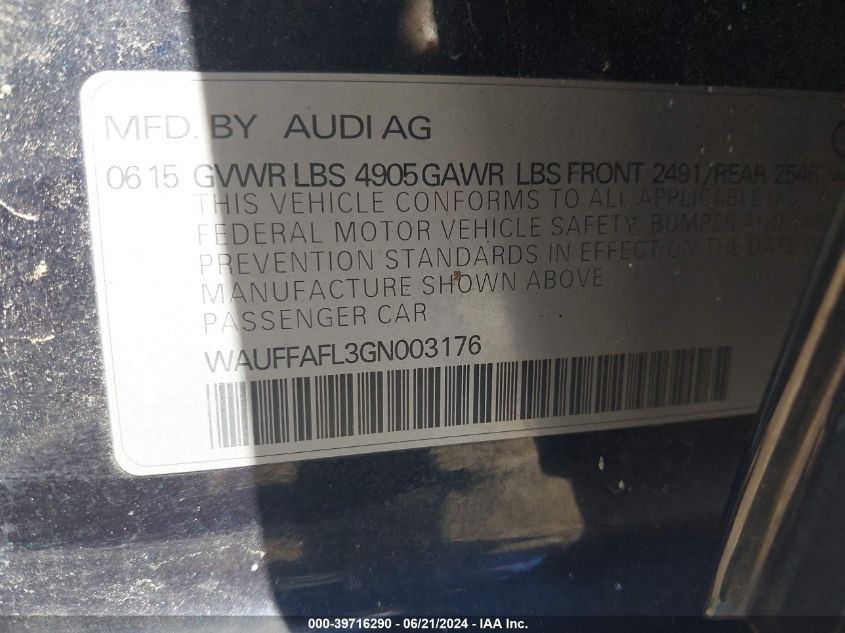 MFD. BY AUDI AG
06 15 GVWR LBS 4905 GAWR LBS FRONT 2491/REAR 2546
THIS VEHICLE CONFORMS TO ALL APPLICABLE U.S.
FEDERAL MOTOR VEHICLE SAFETY, BUMPER AND
PREVENTION STANDARDS IN EFFECT ON THE DATE OF
MANUFACTURE SHOWN ABOVE
PASSENGER CAR
WAUFFAFL3GN003176
000-39716290 - 06/21/2024 - IAA Inc.